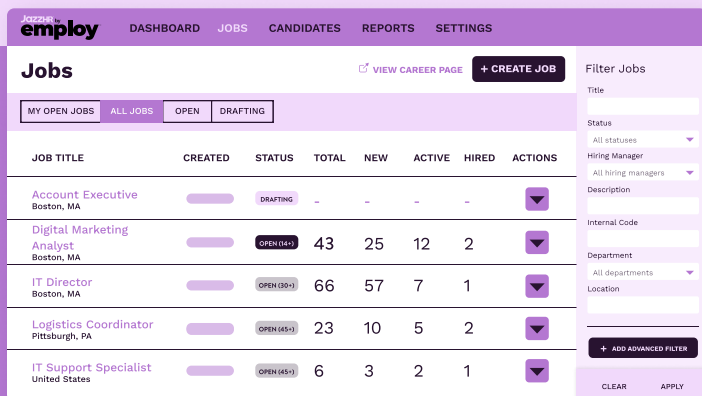 JazzHR by
employ
DASHBOARD JOBS CANDIDATES REPORTS SETTINGS
Jobs
VIEW CAREER PAGE
+ CREATE JOB
MY OPEN JOBS ALL JOBS OPEN DRAFTING
JOB TITLE CREATED STATUS TOTAL NEW ACTIVE HIRED ACTIONS
Account Executive
Boston, MA
DRAFTING - - - -
Digital Marketing
Analyst
Boston, MA
OPEN (14+) 43 25 12 2
IT Director
Boston, MA
OPEN (30+) 66 57 7 1
Logistics Coordinator
Pittsburgh, PA
OPEN (45+) 23 10 5 2
IT Support Specialist
United States
OPEN (45+) 6 3 2 1
Filter Jobs
Title
Status
All statuses
Hiring Manager
All hiring managers
Description
Internal Code
Department
All departments
Location
+ ADD ADVANCED FILTER
CLEAR APPLY